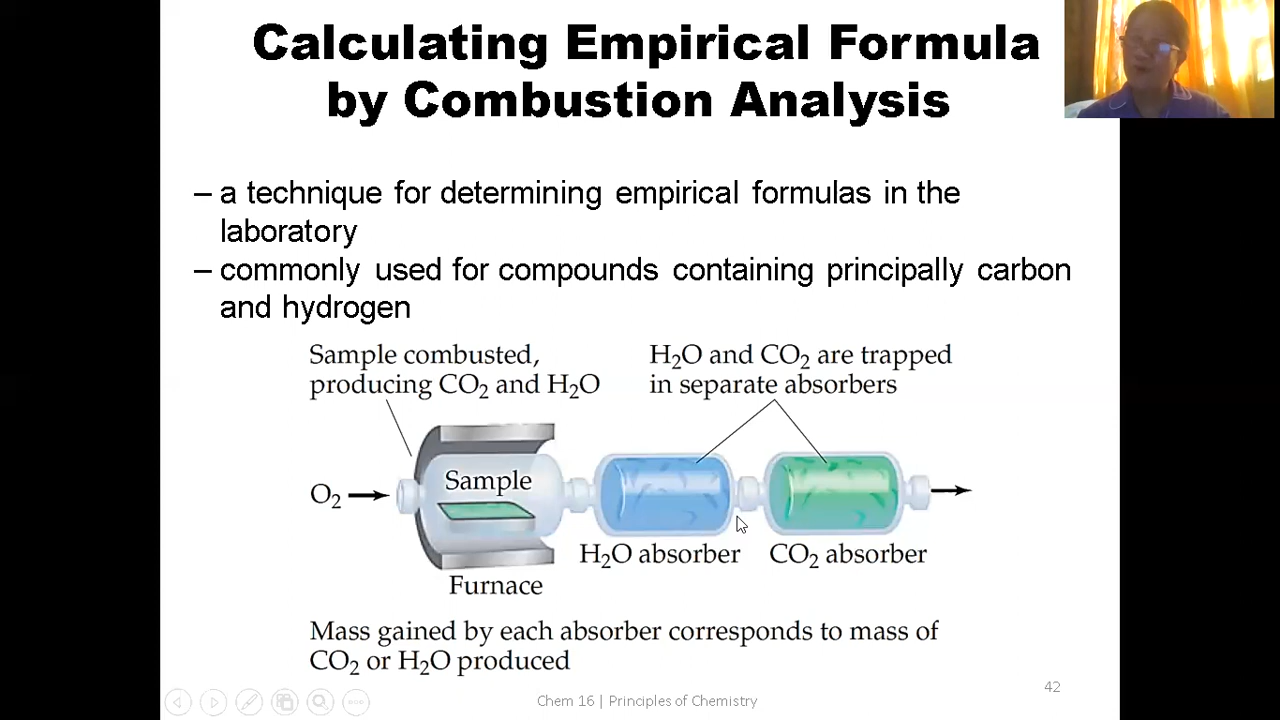 Calculating Empirical Formula
by Combustion Analysis
– a technique for determining empirical formulas in the
laboratory
– commonly used for compounds containing principally carbon
and hydrogen
Sample combusted,
producing CO₂ and H₂O
H₂O and CO₂ are trapped
in separate absorbers
O₂
Sample
H₂O absorber
CO₂ absorber
Furnace
Mass gained by each absorber corresponds to mass of
CO₂ or H₂O produced
42
Chem 16 | Principles of Chemistry